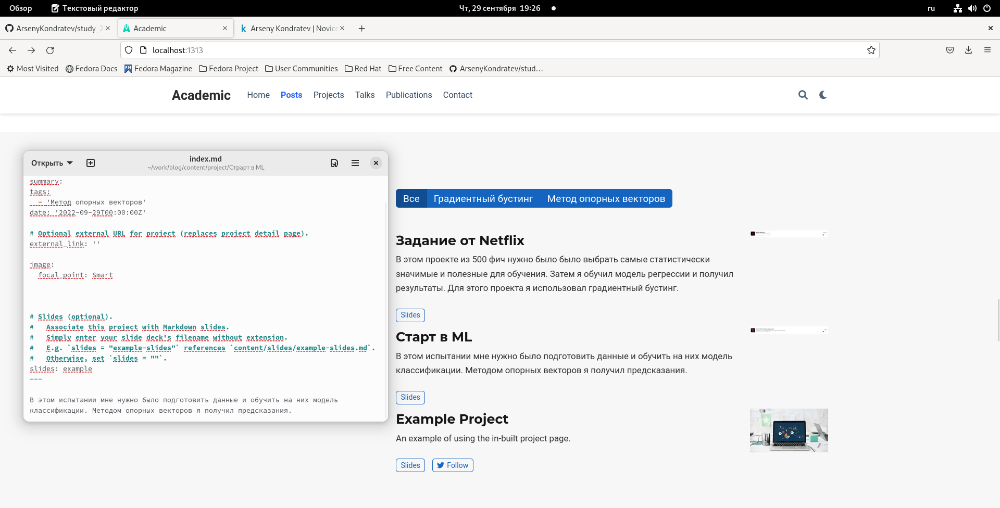 Обзор
Текстовый редактор
Чт, 29 сентября 19:26
ru
ArsenyKondratev/study_2
Academic
Arseny Kondratev | Novice
localhost:1313
Most Visited
Fedora Docs
Fedora Magazine
Fedora Project
User Communities
Red Hat
Free Content
ArsenyKondratev/stud…
Academic
Home
Posts
Projects
Talks
Publications
Contact
Открыть
index.md
~/work/blog/content/project/Страрт в ML
summary:
tags:
- 'Метод опорных векторов'
date: '2022-09-29T00:00:00Z'
# Optional external URL for project (replaces project detail page).
external_link: ''
image:
focal_point: Smart
# Slides (optional).
#   Associate this project with Markdown slides.
#   Simply enter your slide deck's filename without extension.
#   E.g. `slides = "example-slides"` references `content/slides/example-slides.md`.
#   Otherwise, set `slides = ""`.
slides: example
---
В этом испытании мне нужно было подготовить данные и обучить на них модель
классификации. Методом опорных векторов я получил предсказания.
Все
Градиентный бустинг
Метод опорных векторов
Задание от Netflix
В этом проекте из 500 фич нужно было было выбрать самые статистически
значимые и полезные для обучения. Затем я обучил модель регрессии и получил
результаты. Для этого проекта я использовал градиентный бустинг.
Slides
Старт в ML
В этом испытании мне нужно было подготовить данные и обучить на них модель
классификации. Методом опорных векторов я получил предсказания.
Slides
Example Project
An example of using the in-built project page.
Slides
Follow